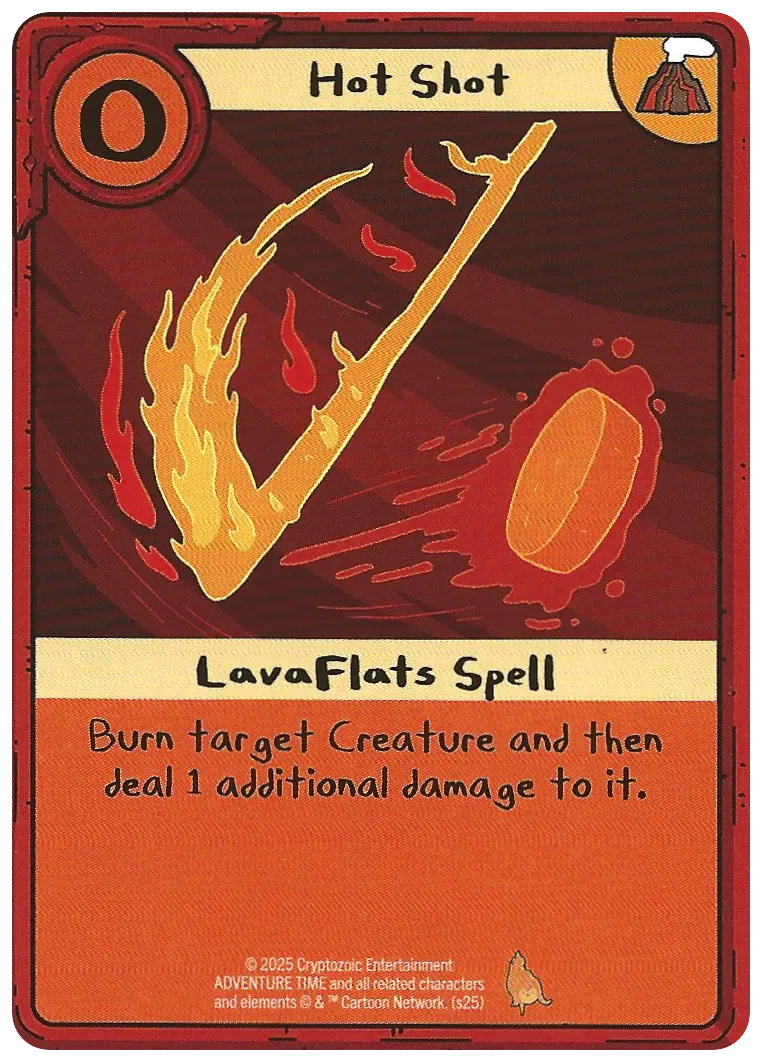 0
Hot Shot
LavaFlats Spell
Burn target Creature and then
deal 1 additional damage to it.
© 2025 Cryptozoic Entertainment
ADVENTURE TIME and all related characters
and elements © & ™ Cartoon Network. (s25)